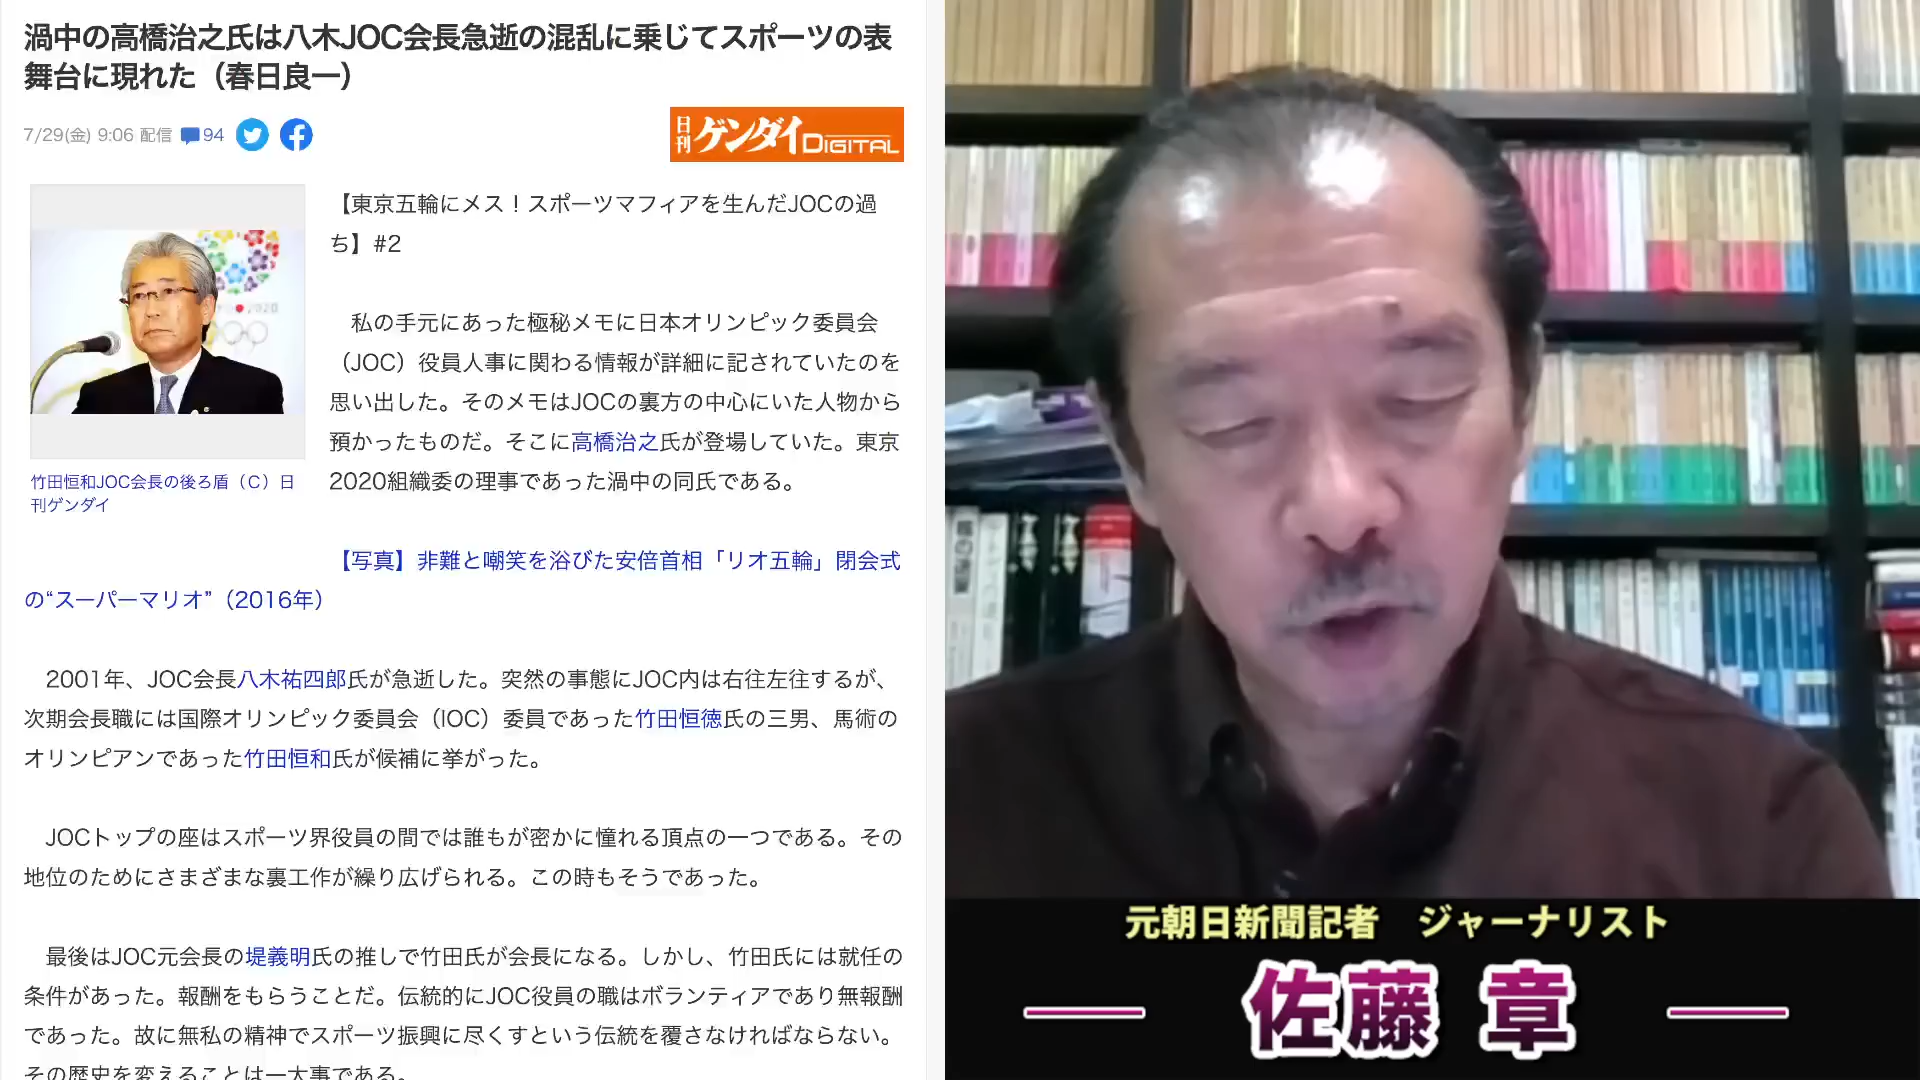 渦中の高橋治之氏は八木JOC会長急逝の混乱に乗じてスポーツの表
舞台に現れた（春日良一）
7/29(金) 9:06 配信 94
日刊ゲンダイDIGITAL
【東京五輪にメス！スポーツマフィアを生んだJOCの過
ち】#2
私の手元にあった極秘メモに日本オリンピック委員会
（JOC）役員人事に関わる情報が詳細に記されていたのを
思い出した。そのメモはJOCの裏方の中心にいた人物から
預かったものだ。そこに高橋治之氏が登場していた。東京
2020組織委の理事であった渦中の同氏である。
竹田恒和JOC会長の後ろ盾（C）日
刊ゲンダイ
【写真】非難と嘲笑を浴びた安倍首相「リオ五輪」閉会式
の“スーパーマリオ”（2016年）
2001年、JOC会長八木祐四郎氏が急逝した。突然の事態にJOC内は右往左往するが、
次期会長職には国際オリンピック委員会（IOC）委員であった竹田恒徳氏の三男、馬術の
オリンピアンであった竹田恒和氏が候補に挙がった。
JOCトップの座はスポーツ界役員の間では誰もが密かに憧れる頂点の一つである。その
地位のためにさまざまな裏工作が繰り広げられる。この時もそうであった。
最後はJOC元会長の堤義明氏の推しで竹田氏が会長になる。しかし、竹田氏には就任の
条件があった。報酬をもらうことだ。伝統的にJOC役員の職はボランティアであり無報酬
であった。故に無私の精神でスポーツ振興に尽くすという伝統を覆さなければならない。
その歴史を変えることは一大事である。
元朝日新聞記者　ジャーナリスト
佐藤 章